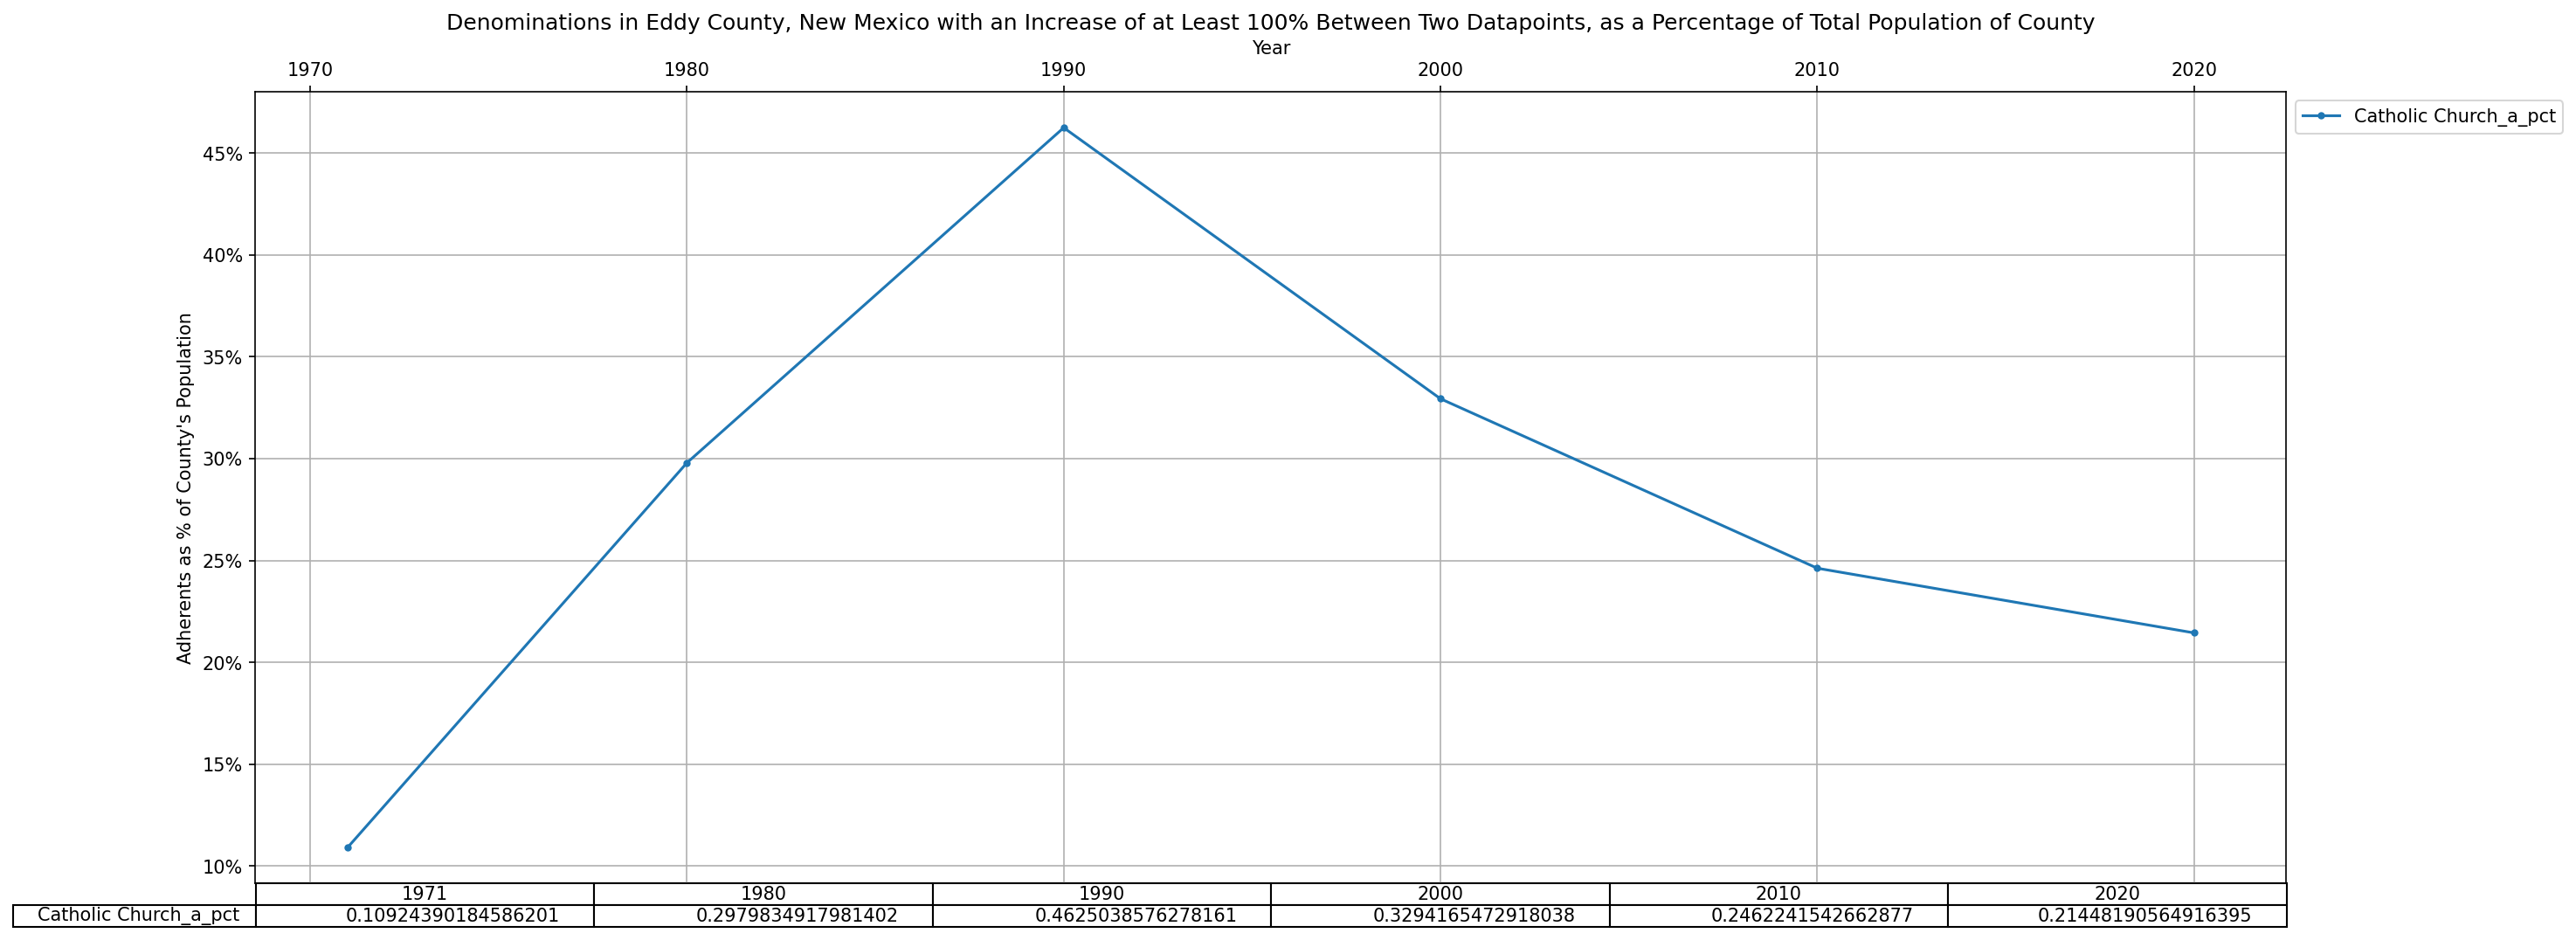 Denominations in Eddy County, New Mexico with an Increase of at Least 100% Between Two Datapoints, as a Percentage of Total Population of County
Year
1970 1980 1990 2000 2010 2020
Catholic Church_a_pct
Adherents as % of County's Population
45%
40%
35%
30%
25%
20%
15%
10%
1971 1980 1990 2000 2010 2020
Catholic Church_a_pct 0.109243901845862​01 0.2979834917981402 0.4625038576278161 0.3294165472918038 0.2462241542662877 0.21448190564916395